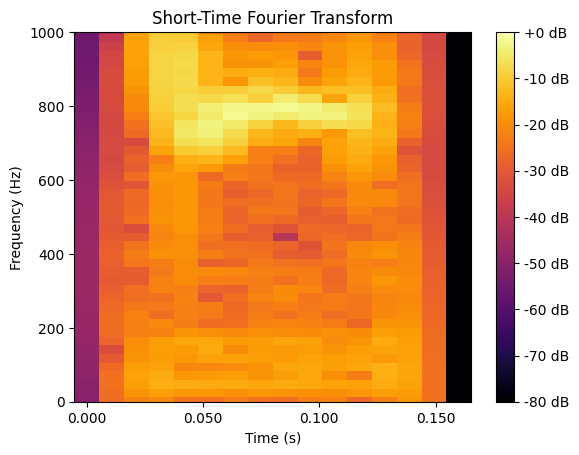 Short-Time Fourier Transform
1000
800
600
400
200
0
Frequency (Hz)
0.000
0.050
0.100
0.150
Time (s)
+0 dB
-10 dB
-20 dB
-30 dB
-40 dB
-50 dB
-60 dB
-70 dB
-80 dB